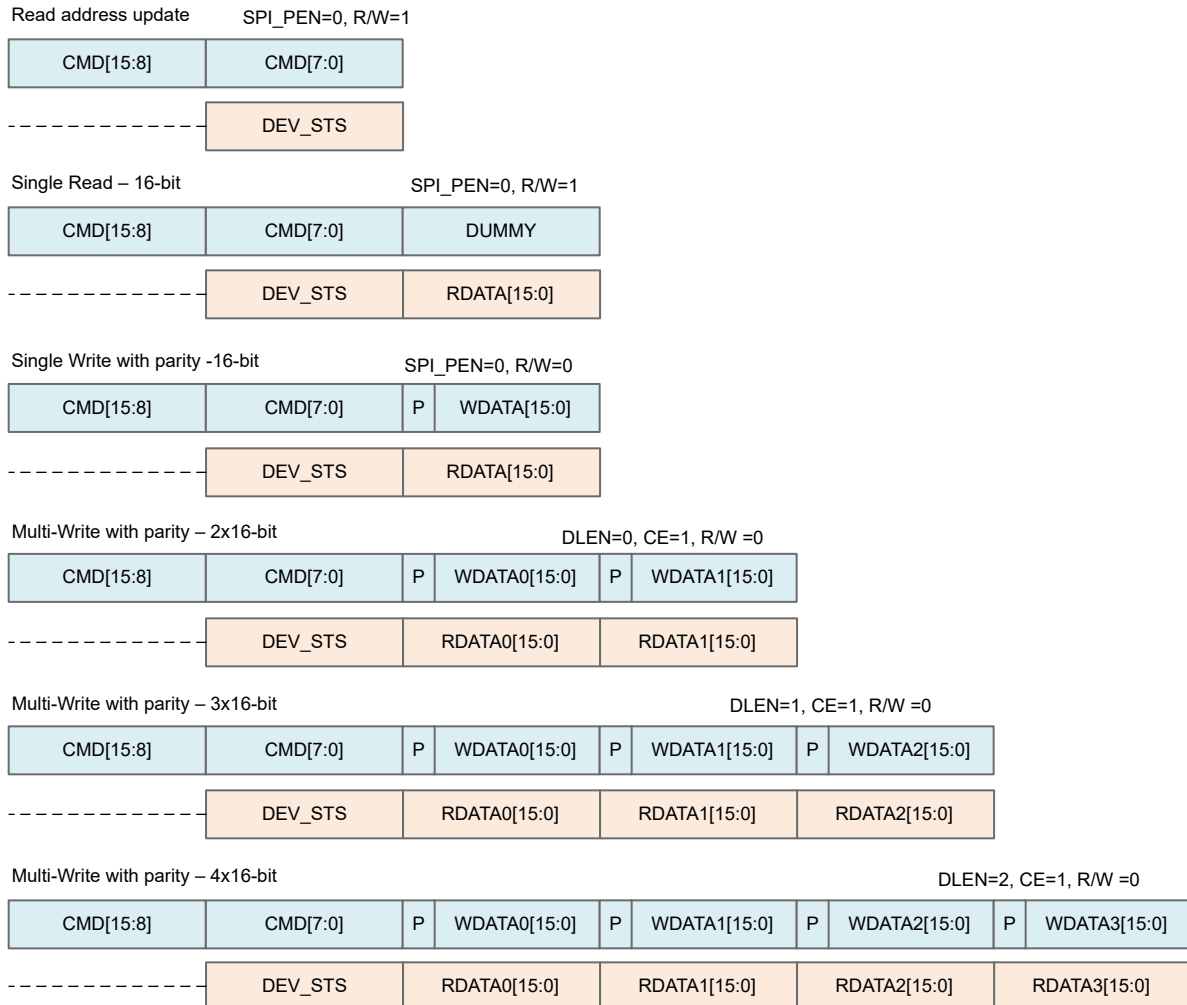 Read address update SPI_PEN=0, R/W=1
CMD[15:8] CMD[7:0]
DEV_STS
Single Read – 16-bit SPI_PEN=0, R/W=1
CMD[15:8] CMD[7:0] DUMMY
DEV_STS RDATA[15:0]
Single Write with parity -16-bit SPI_PEN=0, R/W=0
CMD[15:8] CMD[7:0] P WDATA[15:0]
DEV_STS RDATA[15:0]
Multi-Write with parity – 2x16-bit DLEN=0, CE=1, R/W =0
CMD[15:8] CMD[7:0] P WDATA0[15:0] P WDATA1[15:0]
DEV_STS RDATA0[15:0] RDATA1[15:0]
Multi-Write with parity – 3x16-bit DLEN=1, CE=1, R/W =0
CMD[15:8] CMD[7:0] P WDATA0[15:0] P WDATA1[15:0] P WDATA2[15:0]
DEV_STS RDATA0[15:0] RDATA1[15:0] RDATA2[15:0]
Multi-Write with parity – 4x16-bit DLEN=2, CE=1, R/W =0
CMD[15:8] CMD[7:0] P WDATA0[15:0] P WDATA1[15:0] P WDATA2[15:0] P WDATA3[15:0]
DEV_STS RDATA0[15:0] RDATA1[15:0] RDATA2[15:0] RDATA3[15:0]